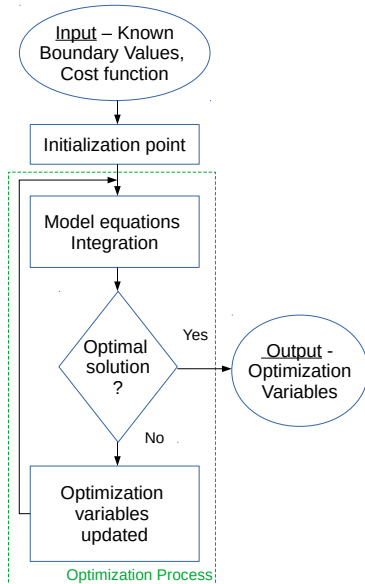 Input – Known
Boundary Values,
Cost function
Initialization point
Model equations
Integration
Optimal
solution
?
Yes
Output -
Optimization
Variables
No
Optimization
variables
updated
Optimization Process